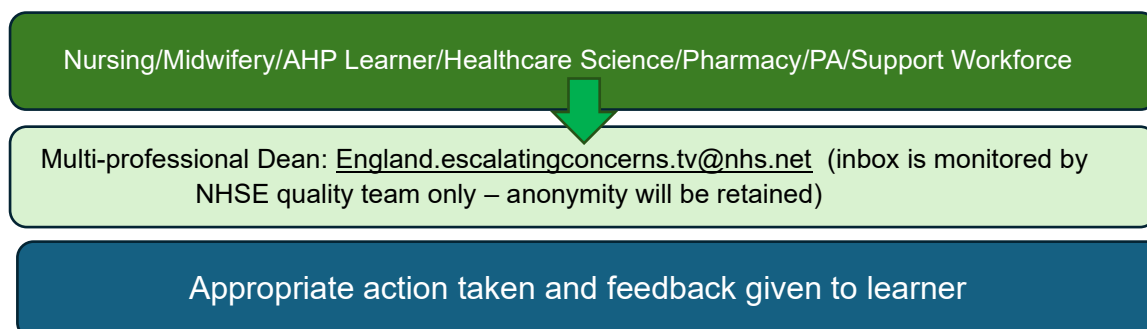 Nursing/Midwifery/AHP Learner/Healthcare Science/Pharmacy/PA/Support Workforce
Multi-professional Dean: England.escalatingconcerns.tv@nhs.net (inbox is monitored by
NHSE quality team only – anonymity will be retained)
Appropriate action taken and feedback given to learner